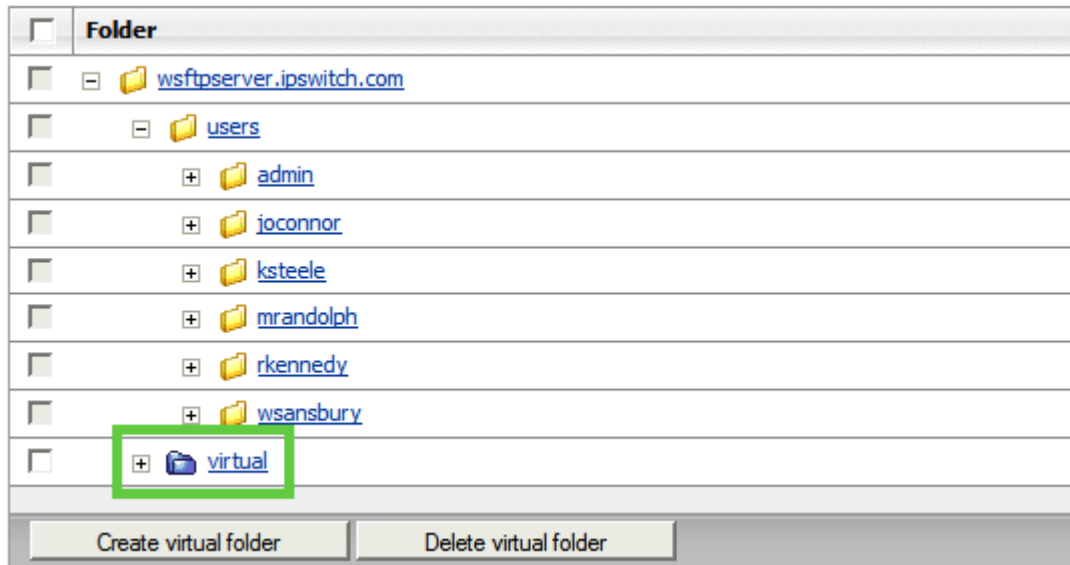 Folder
wsftpserver.ipswitch.com
users
admin
joconnor
ksteele
mrandolph
rkennedy
wsansbury
virtual
Create virtual folder Delete virtual folder